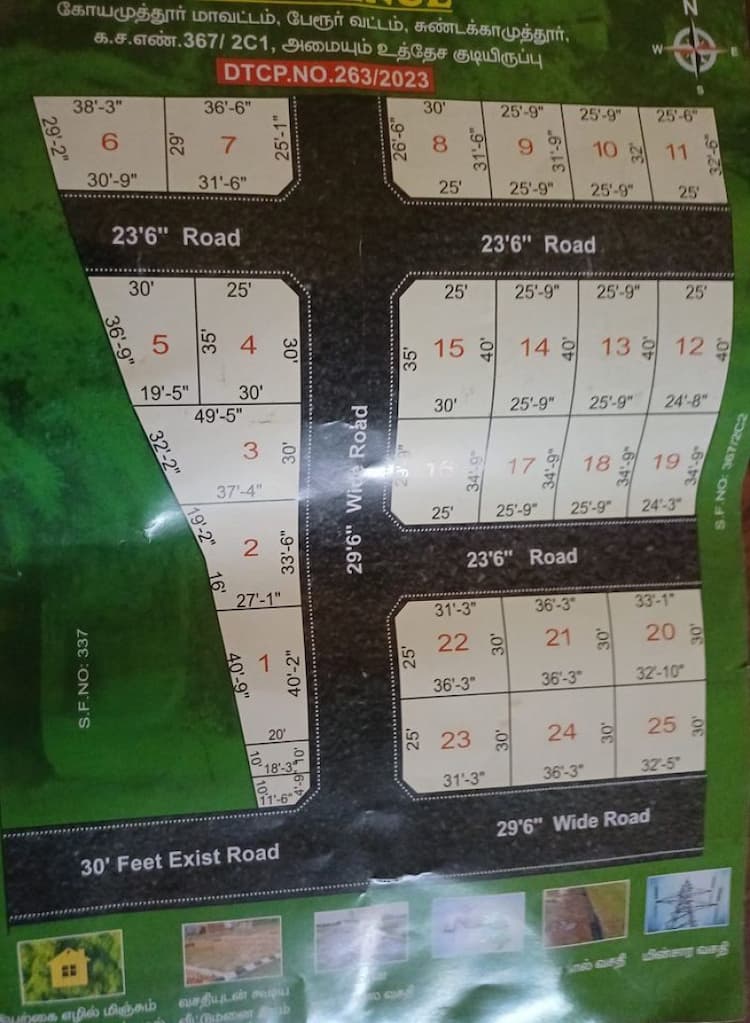 கோயமுத்தூர் மாவட்டம், பேரூர் வட்டம், சுண்டக்காமுத்தூர்,
க.ச.எண்.367/ 2C1, அமையும் உத்தேச குடியிருப்பு
DTCP.NO.263/2023
N
W E
S
38'-3" 36'-6" 30' 25'-9" 25'-9" 25'-6"
29'-2" 6 29' 7 25'-1" 26'-6" 8 31'-6" 9 31'-9" 10 32' 11 32'-6"
30'-9" 31'-6" 25' 25'-9" 25'-9" 25'
23'6" Road 23'6" Road
30' 25' 25' 25'-9" 25'-9" 25'
36'-9" 5 35' 4 30' 35' 15 40' 14 40' 13 40' 12 40'
19'-5" 30' 30' 25'-9" 25'-9" 24'-8"
49'-5"
32'-2" 3 30' 34'-9" 17 34'-9" 18 34'-9" 19 34'-9"
37'-4" 25' 25'-9" 25'-9" 24'-3"
29'6" Wide Road
S.F.NO: 367/2C2
19'-2" 2 33'-6" 23'6" Road
16'
27'-1" 31'-3" 36'-3" 33'-1"
S.F.NO: 337
40'-9" 1 40'-2" 25' 22 30' 21 30' 20 30'
36'-3" 36'-3" 32'-10"
20' 25' 23 30' 24 30' 25 30'
10' 18'-3" 10' 31'-3" 36'-3" 32'-5"
10' 11'-6" 4'-9"
29'6" Wide Road
30' Feet Exist Road
எழில் மிஞ்சும் வசதியுடன் கூடிய வசதி வசதி மின்சார வசதி